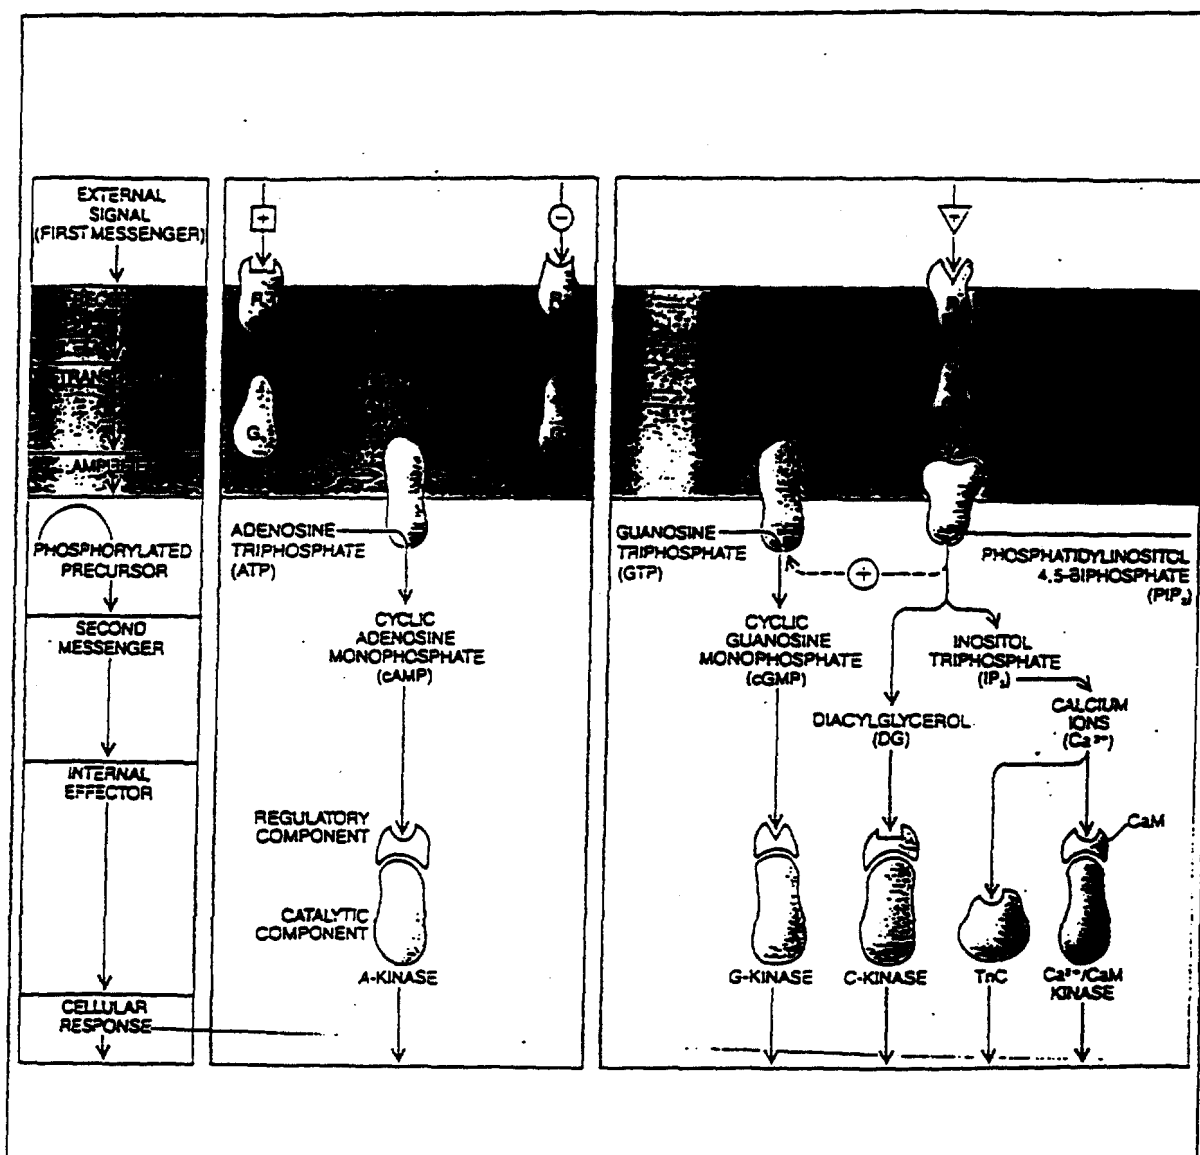 EXTERNAL
SIGNAL
(FIRST MESSENGER)
PHOSPHORYLATED
PRECURSOR
SECOND
MESSENGER
INTERNAL
EFFECTOR
CELLULAR
RESPONSE
+
−
R
G
ADENOSINE
TRIPHOSPHATE
(ATP)
CYCLIC
ADENOSINE
MONOPHOSPHATE
(cAMP)
REGULATORY
COMPONENT
CATALYTIC
COMPONENT
A-KINASE
GUANOSINE
TRIPHOSPHATE
(GTP)
+
PHOSPHATIDYLINOSITOL
4,5-BIPHOSPHATE
(PIP₂)
CYCLIC
GUANOSINE
MONOPHOSPHATE
(cGMP)
INOSITOL
TRIPHOSPHATE
(IP₃)
DIACYLGLYCEROL
(DG)
CALCIUM
IONS
(Ca²⁺)
CaM
G-KINASE
C-KINASE
TnC
Ca²⁺/CaM
KINASE